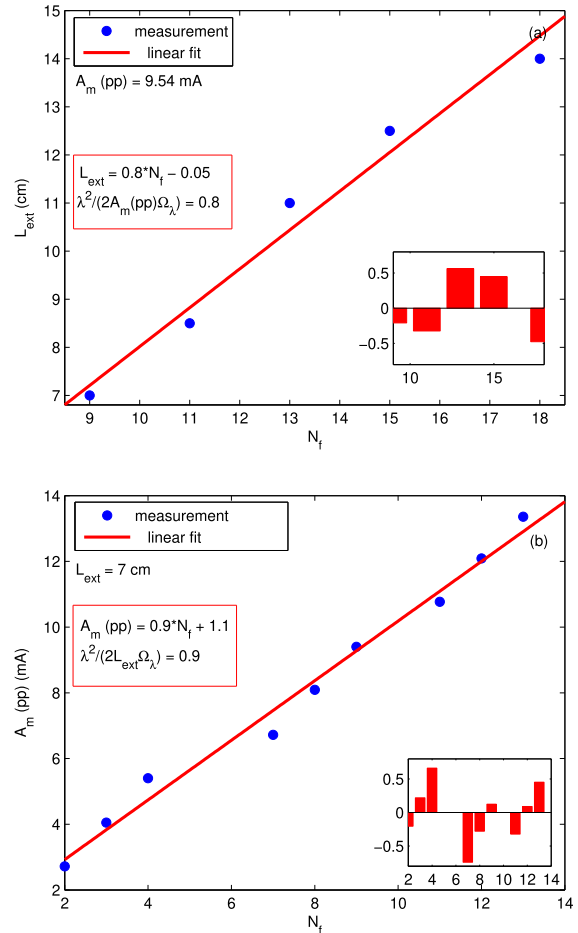 15
14
13
12
11
10
9
8
7
L_ext (cm)
measurement
linear fit
(a)
A_m (pp) = 9.54 mA
L_ext = 0.8*N_f − 0.05
λ²/(2A_m(pp)Ω_λ) = 0.8
0.5
0
−0.5
10 15
9 10 11 12 13 14 15 16 17 18
N_f
14
12
10
8
6
4
2
A_m (pp) (mA)
measurement
linear fit
(b)
L_ext = 7 cm
A_m (pp) = 0.9*N_f + 1.1
λ²/(2L_extΩ_λ) = 0.9
0.5
0
−0.5
2 4 6 8 10 12 14
2 4 6 8 10 12 14
N_f